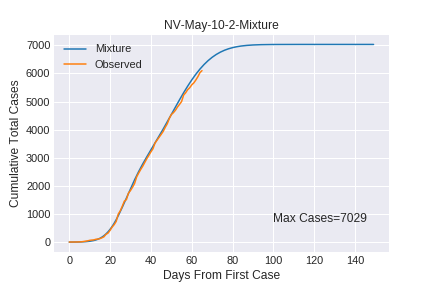 NV-May-10-2-Mixture
Mixture
Observed
7000
6000
5000
4000
3000
2000
1000
0
Cumulative Total Cases
Max Cases=7029
0 20 40 60 80 100 120 140
Days From First Case